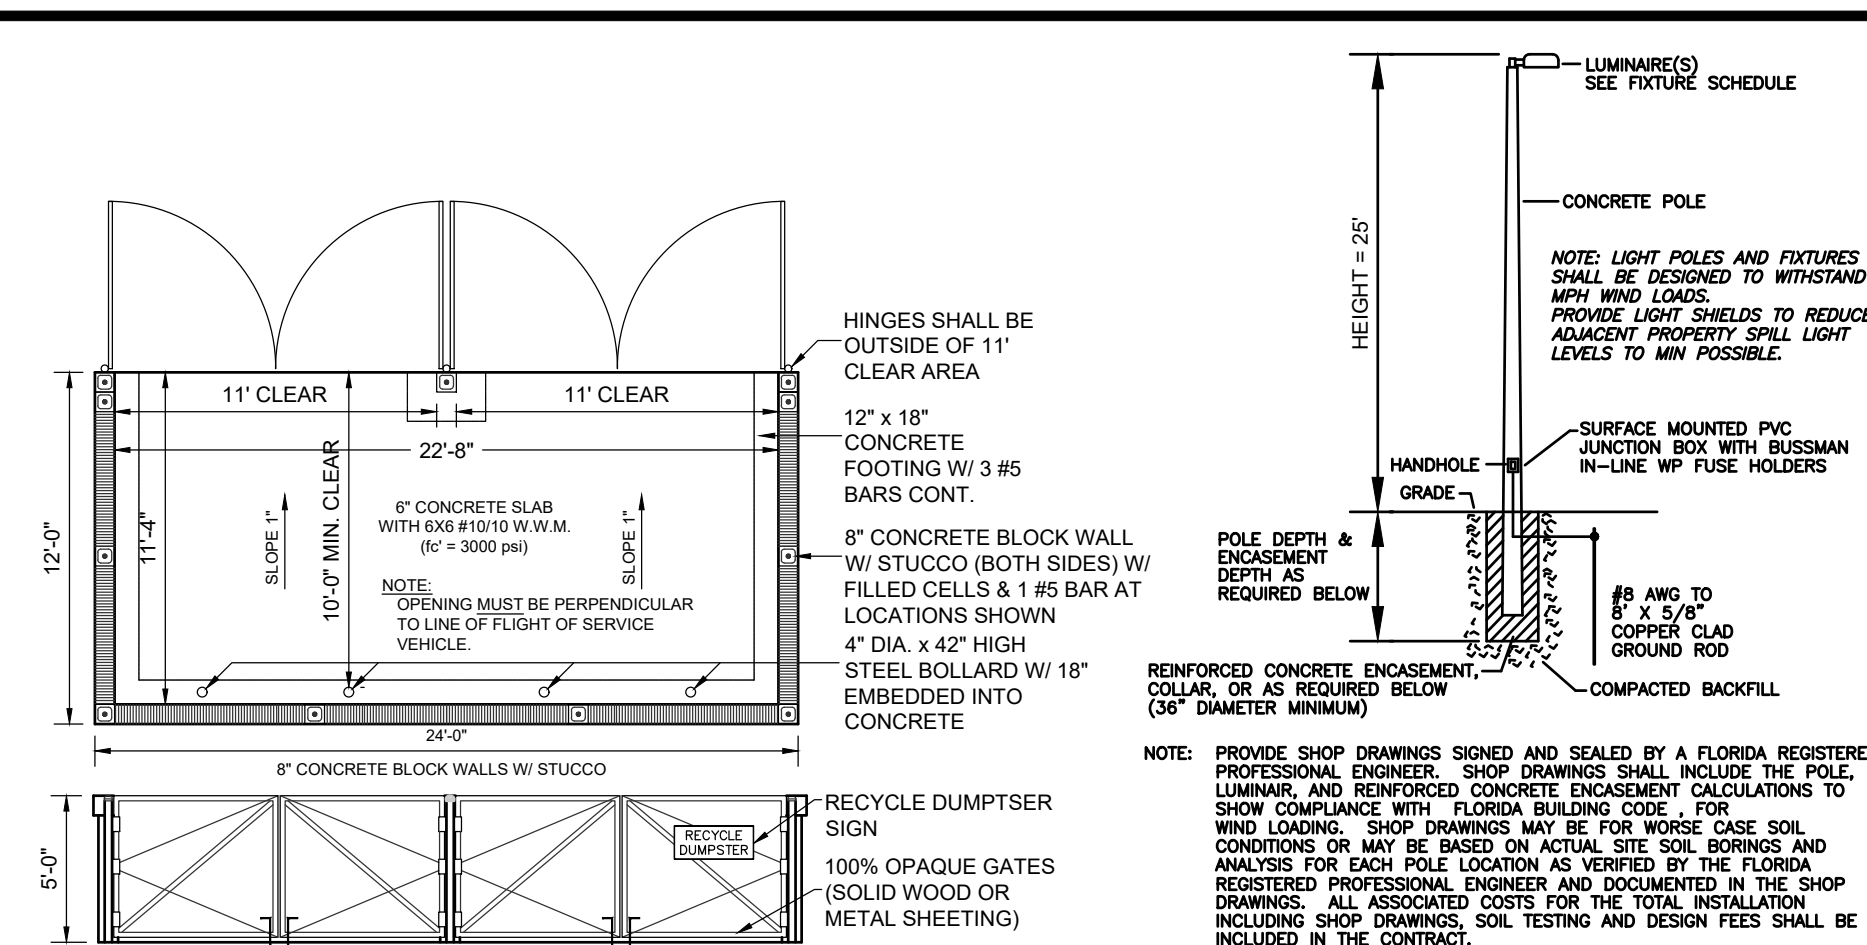 HINGES SHALL BE
OUTSIDE OF 11'
CLEAR AREA
11' CLEAR
11' CLEAR
12" x 18"
CONCRETE
FOOTING W/ 3 #5
BARS CONT.
22'-8"
12'-0"
11'-4"
10'-0" MIN. CLEAR
SLOPE 1"
SLOPE 1"
6" CONCRETE SLAB
WITH 6X6 #10/10 W.W.M.
(fc' = 3000 psi)
NOTE:
OPENING MUST BE PERPENDICULAR
TO LINE OF FLIGHT OF SERVICE
VEHICLE.
8" CONCRETE BLOCK WALL
W/ STUCCO (BOTH SIDES) W/
FILLED CELLS & 1 #5 BAR AT
LOCATIONS SHOWN
4" DIA. x 42" HIGH
STEEL BOLLARD W/ 18"
EMBEDDED INTO
CONCRETE
24'-0"
8" CONCRETE BLOCK WALLS W/ STUCCO
5'-0"
RECYCLE
DUMPSTER
RECYCLE DUMPTSER
SIGN
100% OPAQUE GATES
(SOLID WOOD OR
METAL SHEETING)
LUMINAIRE(S)
SEE FIXTURE SCHEDULE
HEIGHT = 25'
CONCRETE POLE
NOTE: LIGHT POLES AND FIXTURES
SHALL BE DESIGNED TO WITHSTAND
MPH WIND LOADS.
PROVIDE LIGHT SHIELDS TO REDUCE
ADJACENT PROPERTY SPILL LIGHT
LEVELS TO MIN POSSIBLE.
SURFACE MOUNTED PVC
JUNCTION BOX WITH BUSSMAN
IN-LINE WP FUSE HOLDERS
HANDHOLE
GRADE
POLE DEPTH &
ENCASEMENT
DEPTH AS
REQUIRED BELOW
#8 AWG TO
8' X 5/8"
COPPER CLAD
GROUND ROD
REINFORCED CONCRETE ENCASEMENT,
COLLAR, OR AS REQUIRED BELOW
(36" DIAMETER MINIMUM)
COMPACTED BACKFILL
NOTE: PROVIDE SHOP DRAWINGS SIGNED AND SEALED BY A FLORIDA REGISTERE
PROFESSIONAL ENGINEER. SHOP DRAWINGS SHALL INCLUDE THE POLE,
LUMINAIR, AND REINFORCED CONCRETE ENCASEMENT CALCULATIONS TO
SHOW COMPLIANCE WITH FLORIDA BUILDING CODE , FOR
WIND LOADING. SHOP DRAWINGS MAY BE FOR WORSE CASE SOIL
CONDITIONS OR MAY BE BASED ON ACTUAL SITE SOIL BORINGS AND
ANALYSIS FOR EACH POLE LOCATION AS VERIFIED BY THE FLORIDA
REGISTERED PROFESSIONAL ENGINEER AND DOCUMENTED IN THE SHOP
DRAWINGS. ALL ASSOCIATED COSTS FOR THE TOTAL INSTALLATION
INCLUDING SHOP DRAWINGS, SOIL TESTING AND DESIGN FEES SHALL BE
INCLUDED IN THE CONTRACT.